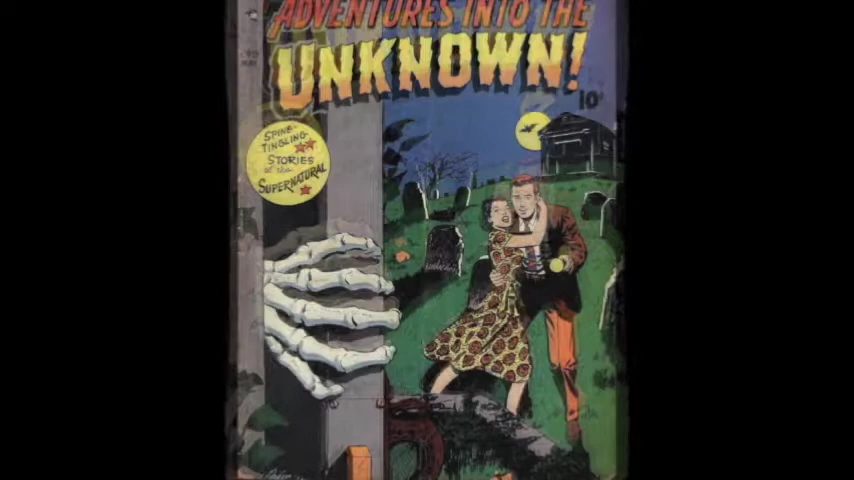 ADVENTURES INTO THE
UNKNOWN!
10¢
SPINE-
TINGLING
STORIES
of the
SUPERNATURAL